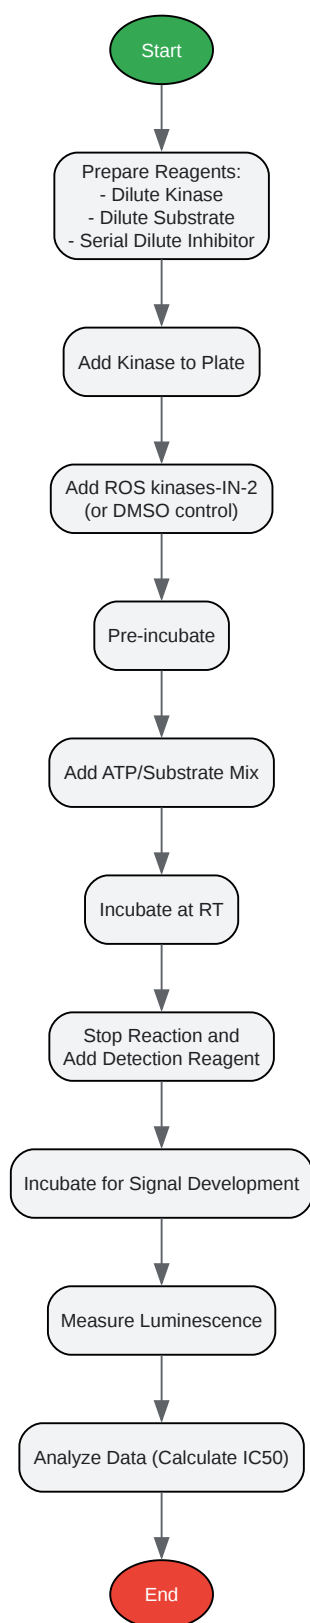 Start
Prepare Reagents:
- Dilute Kinase
- Dilute Substrate
- Serial Dilute Inhibitor
Add Kinase to Plate
Add ROS kinases-IN-2
(or DMSO control)
Pre-incubate
Add ATP/Substrate Mix
Incubate at RT
Stop Reaction and
Add Detection Reagent
Incubate for Signal Development
Measure Luminescence
Analyze Data (Calculate IC50)
End